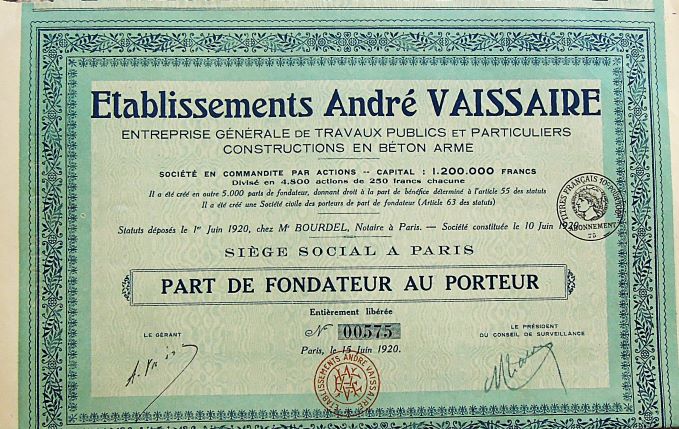 Etablissements André VAISSAIRE
ENTREPRISE GÉNÉRALE DE TRAVAUX PUBLICS ET PARTICULIERS
CONSTRUCTIONS EN BÉTON ARMÉ
SOCIÉTÉ EN COMMANDITE PAR ACTIONS -- CAPITAL : 1.200.000 FRANCS
Divisé en 4.800 actions de 250 francs chacune
Il a été créé en outre 5.000 parts de fondateur, donnant droit à la part de bénéfice déterminé à l'article 55 des statuts
Il a été créé une Société civile des porteurs de part de fondateur (Article 63 des statuts)
TITRES FRANÇAIS
ABONNEMENT
75
Statuts déposés le 1er Juin 1920, chez Me BOURDEL, Notaire à Paris. — Société constituée le 10 Juin 1920
SIÈGE SOCIAL A PARIS
PART DE FONDATEUR AU PORTEUR
Entièrement libérée
No 00575
Paris, le 15 Juin 1920.
LE GÉRANT
LE PRÉSIDENT
DU CONSEIL DE SURVEILLANCE
ETABLISSEMENTS ANDRÉ VAISSAIRE